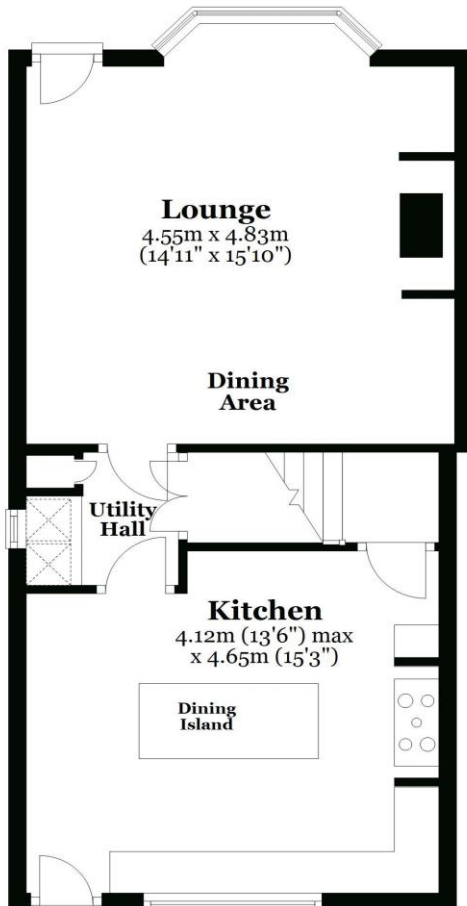 Lounge
4.55m x 4.83m
(14'11" x 15'10")
Dining
Area
Utility
Hall
Kitchen
4.12m (13'6") max
x 4.65m (15'3")
Dining
Island